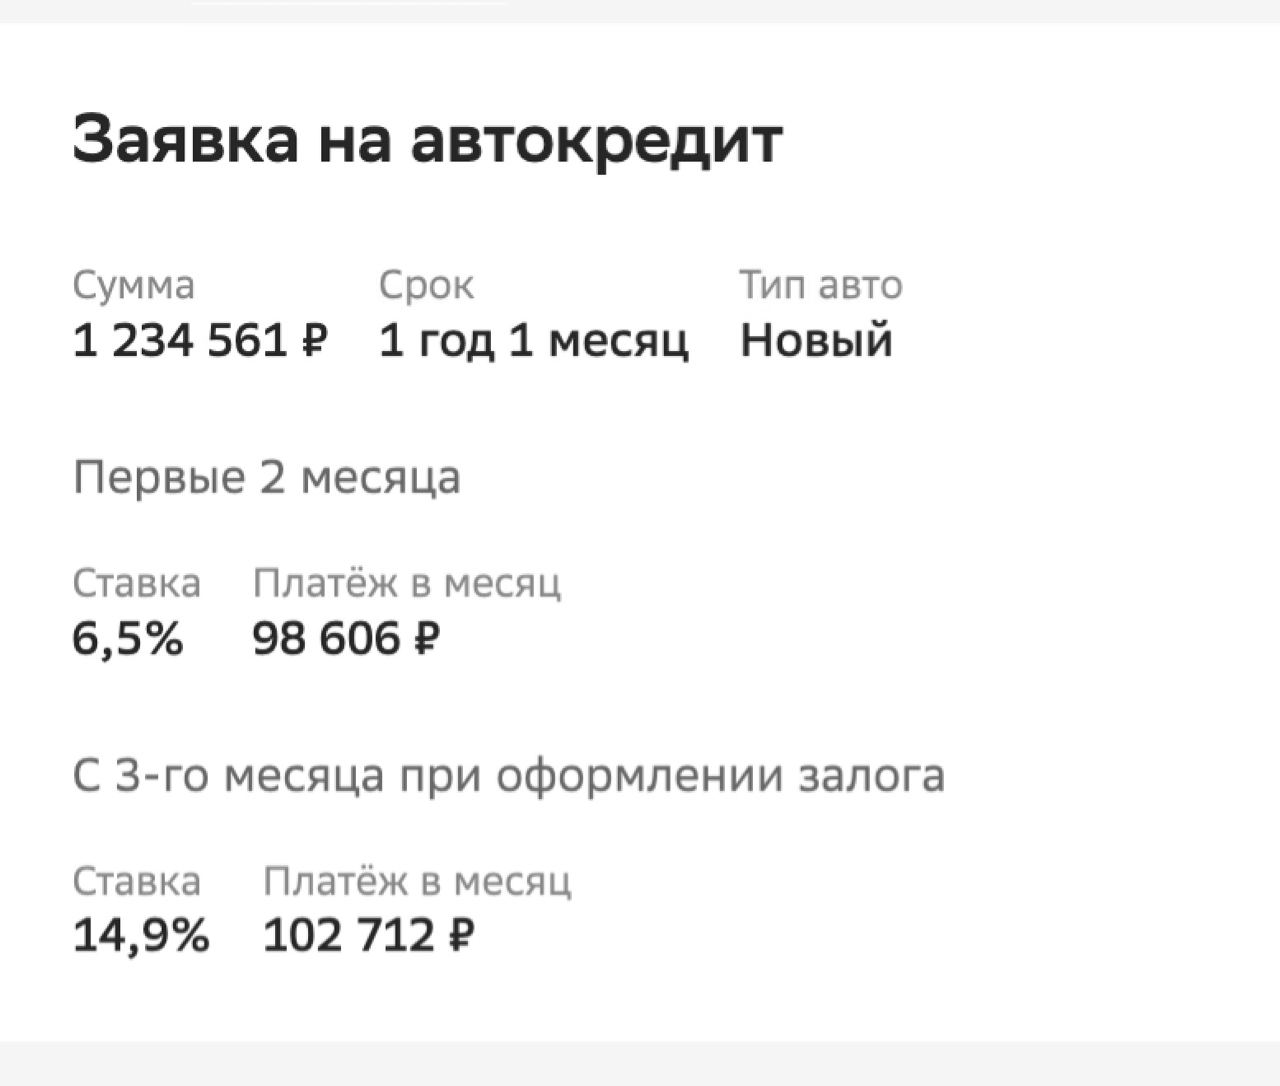 Заявка на автокредит
Сумма Срок Тип авто
1 234 561 ₽ 1 год 1 месяц Новый
Первые 2 месяца
Ставка Платёж в месяц
6,5% 98 606 ₽
С 3-го месяца при оформлении залога
Ставка Платёж в месяц
14,9% 102 712 ₽